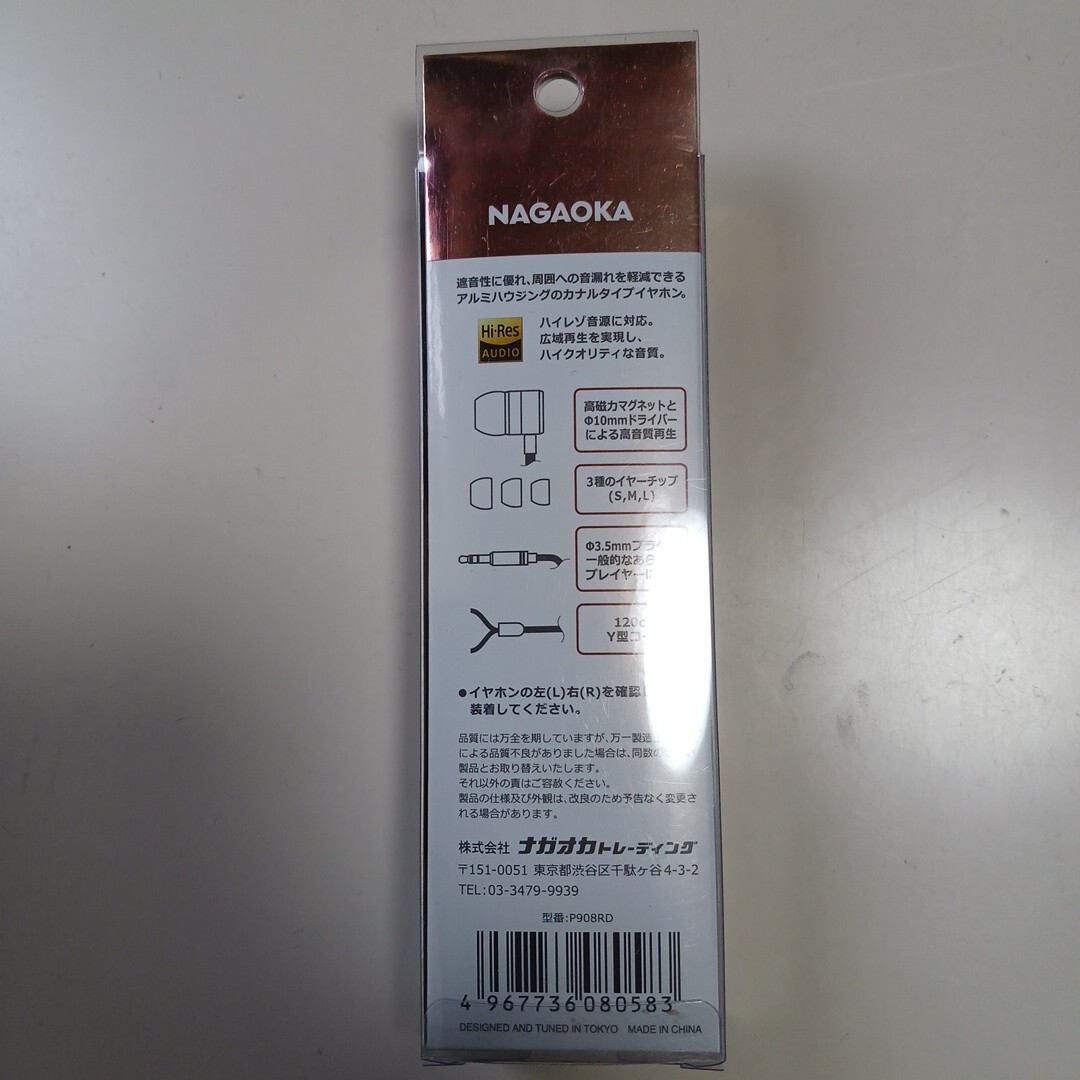 NAGAOKA
遮音性に優れ、周囲への音漏れを軽減できる
アルミハウジングのカナルタイプイヤホン。
Hi-Res
AUDIO
ハイレゾ音源に対応。
広域再生を実現し、
ハイクオリティな音質。
高磁力マグネットと
Φ10mmドライバー
による高音質再生
3種のイヤーチップ
(S,M,L)
Φ3.5mmプラ
一般的なあ
プレイヤー
120
Y型コ
●イヤホンの左(L)右(R)を確認
装着してください。
品質には万全を期していますが、万一製造
による品質不良がありました場合は、同数の
製品とお取り替えいたします。
それ以外の責はご容赦ください。
製品の仕様及び外観は、改良のため予告なく変更さ
れる場合があります。
株式会社 ナガオカトレーディング
〒151-0051 東京都渋谷区千駄ヶ谷4-3-2
TEL:03-3479-9939
型番:P908RD
4 967736 080583
DESIGNED AND TUNED IN TOKYO MADE IN CHINA